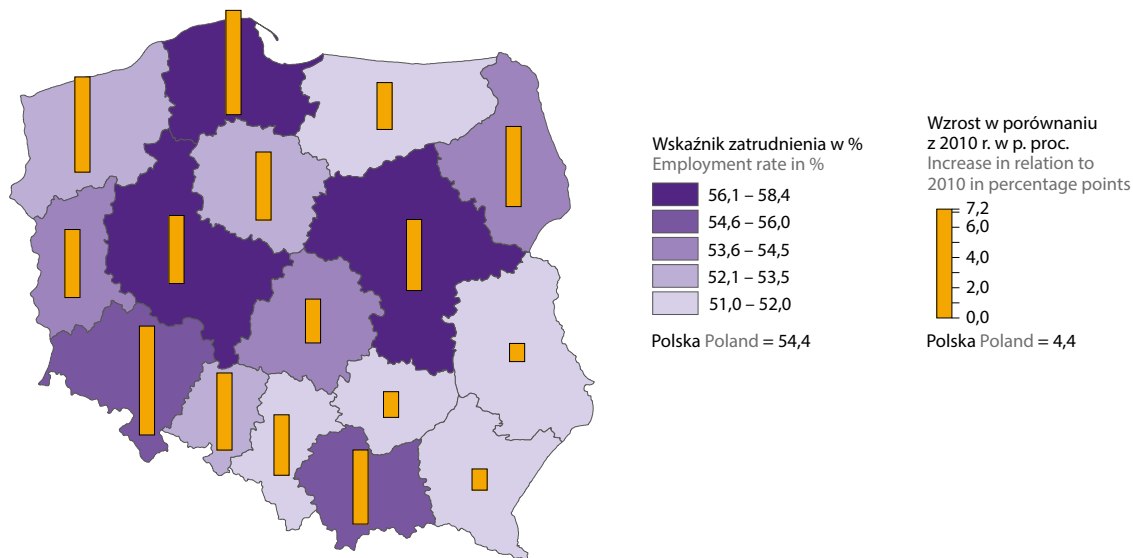 Wskaźnik zatrudnienia w %
Employment rate in %
56,1 – 58,4
54,6 – 56,0
53,6 – 54,5
52,1 – 53,5
51,0 – 52,0
Polska Poland = 54,4
Wzrost w porównaniu
z 2010 r. w p. proc.
Increase in relation to
2010 in percentage points
7,2
6,0
4,0
2,0
0,0
Polska Poland = 4,4